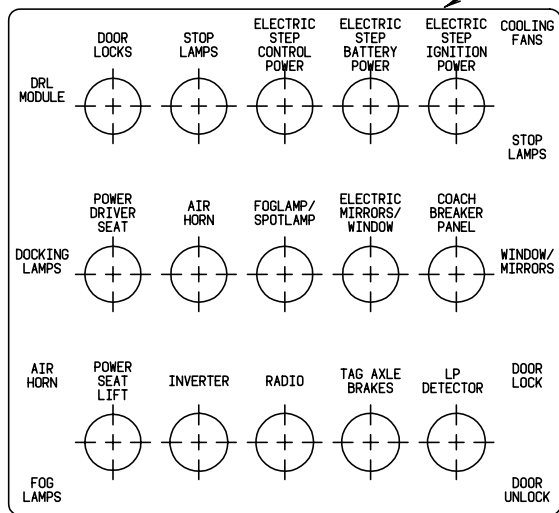 DOOR
LOCKS
STOP
LAMPS
ELECTRIC
STEP
CONTROL
POWER
ELECTRIC
STEP
BATTERY
POWER
ELECTRIC
STEP
IGNITION
POWER
COOLING
FANS
DRL
MODULE
STOP
LAMPS
POWER
DRIVER
SEAT
AIR
HORN
FOGLAMP/
SPOTLAMP
ELECTRIC
MIRRORS/
WINDOW
COACH
BREAKER
PANEL
DOCKING
LAMPS
WINDOW/
MIRRORS
AIR
HORN
POWER
SEAT
LIFT
INVERTER
RADIO
TAG AXLE
BRAKES
LP
DETECTOR
DOOR
LOCK
FOG
LAMPS
DOOR
UNLOCK